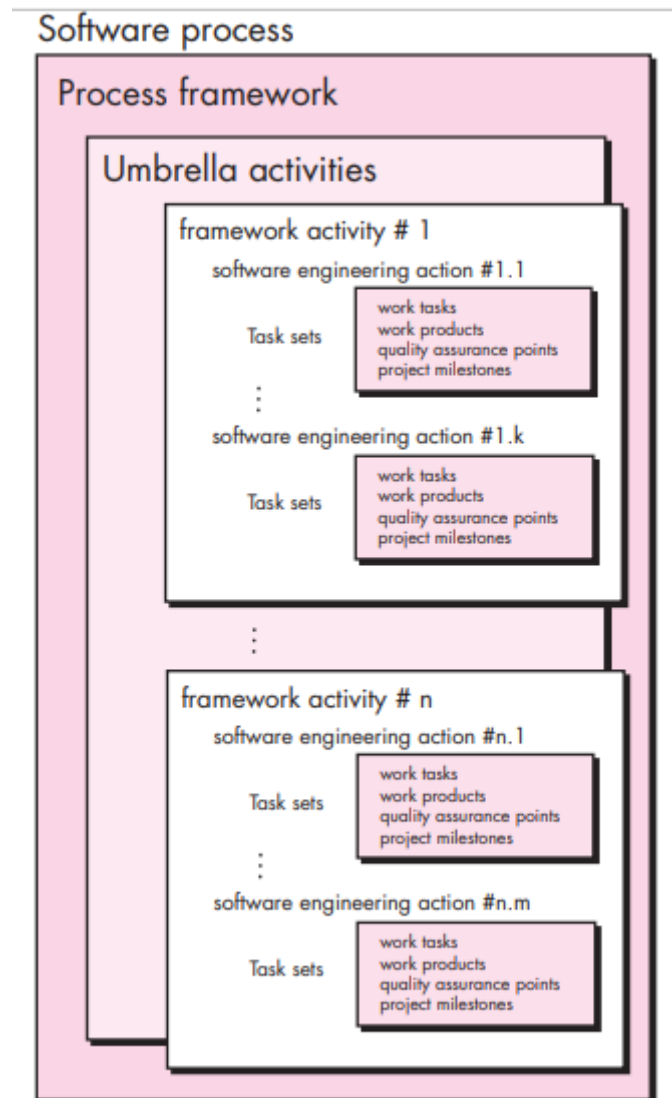 Software process
Process framework
Umbrella activities
framework activity # 1
software engineering action #1.1
Task sets
work tasks
work products
quality assurance points
project milestones
software engineering action #1.k
Task sets
work tasks
work products
quality assurance points
project milestones
framework activity # n
software engineering action #n.1
Task sets
work tasks
work products
quality assurance points
project milestones
software engineering action #n.m
Task sets
work tasks
work products
quality assurance points
project milestones